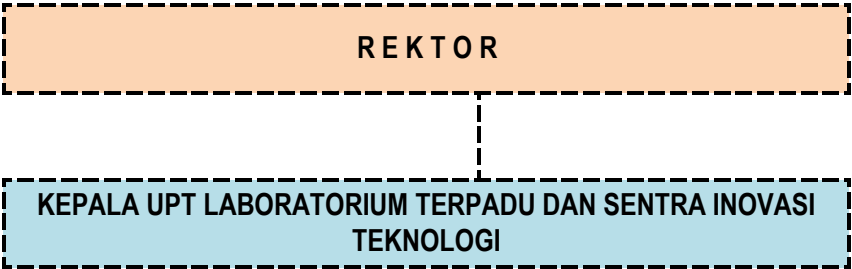 R E K T O R
KEPALA UPT LABORATORIUM TERPADU DAN SENTRA INOVASI
TEKNOLOGI